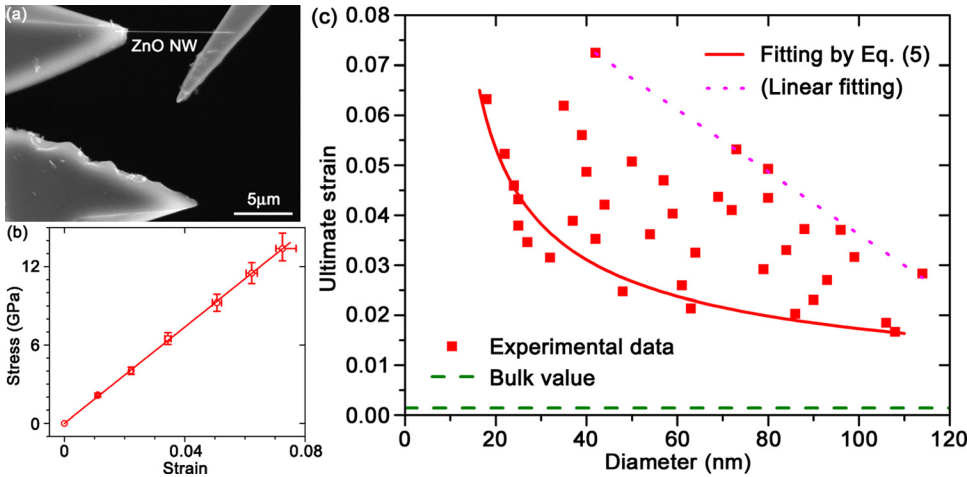 (a)
ZnO NW
5μm
(b)
Stress (GPa)
12
6
0
0
0.04
0.08
Strain
(c)
Ultimate strain
0.08
0.07
0.06
0.05
0.04
0.03
0.02
0.01
0.00
Fitting by Eq. (5)
(Linear fitting)
Experimental data
Bulk value
0 20 40 60 80 100 120
Diameter (nm)